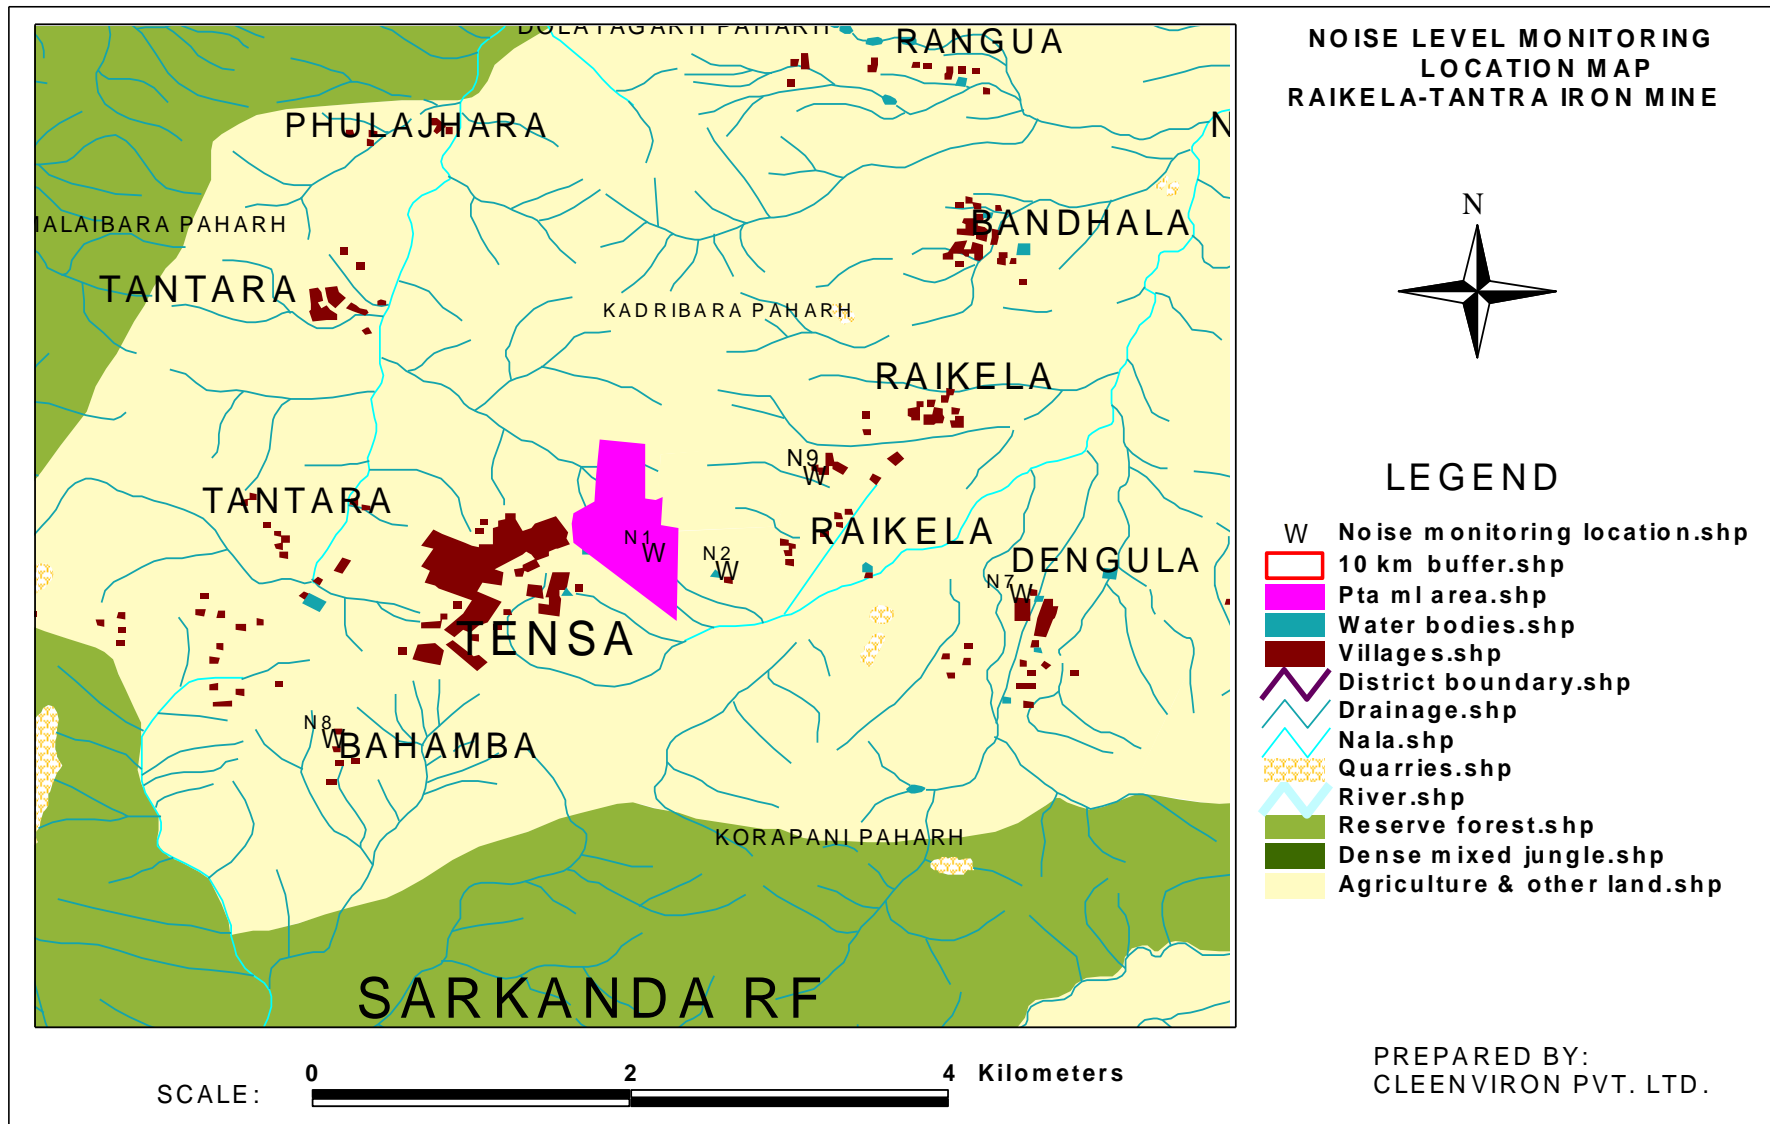 DOLATAGARH PAHARH
RANGUA
PHULAJHARA
N
BANDHALA
TANTARA
KADRIBARA PAHARH
RAIKELA
N9
W
TANTARA
RAIKELA
N1
W
N2
W
DENGULA
N7
W
TENSA
N8
W
BAHAMBA
KORAPANI PAHARH
SARKANDA RF
NOISE LEVEL MONITORING
LOCATION MAP
RAIKELA-TANTRA IRON MINE
N
LEGEND
W Noise monitoring location.shp
10 km buffer.shp
Pta ml area.shp
Water bodies.shp
Villages.shp
District boundary.shp
Drainage.shp
Nala.shp
Quarries.shp
River.shp
Reserve forest.shp
Dense mixed jungle.shp
Agriculture & other land.shp
SCALE:
0 2 4 Kilometers
PREPARED BY:
CLEENVIRON PVT. LTD.